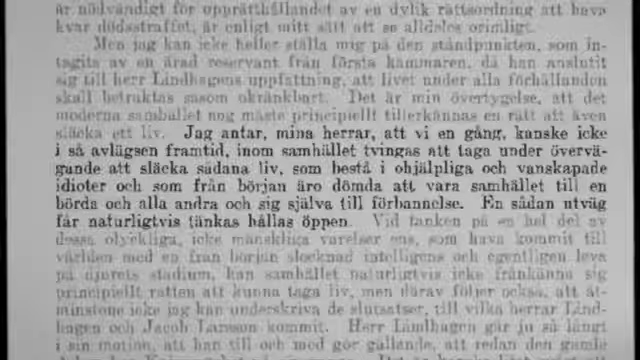 är nödvändigt för upprätthållandet av en dylik rättsordning att hava
kvar dödsstraffet, är enligt mitt sätt att se alldeles orimligt.
Men jag kan icke heller ställa mig på den ståndpunkten, som in-
tagits av en ärad reservant från första kammaren, då han anslutit
sig till herr Lindhagens uppfattning, att livet under alla förhållanden
skall betraktas såsom okränkbart. Det är min övertygelse, att det
moderna samhället nog måste principiellt tillerkännas en rätt att även
släcka ett liv. Jag antar, mina herrar, att vi en gång, kanske icke
i så avlägsen framtid, inom samhället tvingas att taga under övervä-
gande att släcka sådana liv, som bestå i ohjälpliga och vanskapade
idioter och som från början äro dömda att vara samhället till en
börda och alla andra och sig själva till förbannelse. En sådan utväg
får naturligtvis tänkas hållas öppen. Vid tanken på en hel del av
dessa olyckliga, icke mänskliga varelser ens, som hava kommit till
världen med en från början slocknad intelligens och egentligen leva
på djurets stadium, kan samhället naturligtvis icke frånkänna sig
principiellt rätten att kunna taga liv, men därav följer också, att åt-
minstone icke jag kan underskriva de slutsatser, till vilka herrar Lind-
hagen och Jacob Larsson kommit. Herr Lindhagen går ju så långt
i sin motion, att han till och med gör gällande, att redan den gamle